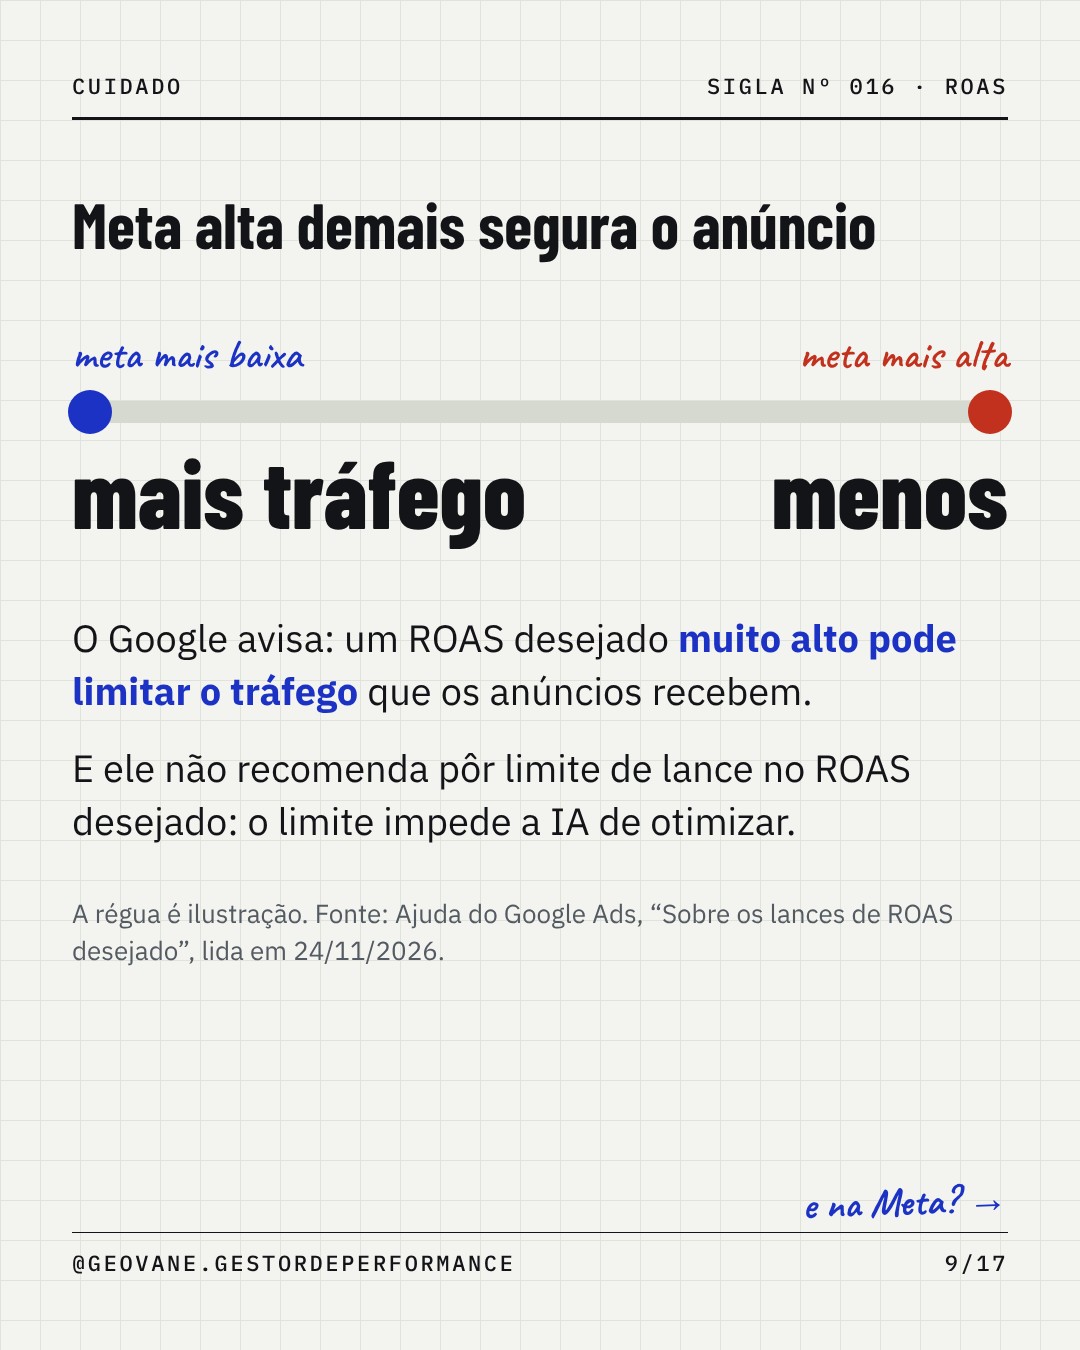 CUIDADO
SIGLA Nº 016 · ROAS
Meta alta demais segura o anúncio
meta mais baixa
meta mais alta
mais tráfego
menos
O Google avisa: um ROAS desejado muito alto pode
limitar o tráfego que os anúncios recebem.
E ele não recomenda pôr limite de lance no ROAS
desejado: o limite impede a IA de otimizar.
A régua é ilustração. Fonte: Ajuda do Google Ads, “Sobre os lances de ROAS
desejado”, lida em 24/11/2026.
e na Meta? →
@GEOVANE.GESTORDEPERFORMANCE
9/17